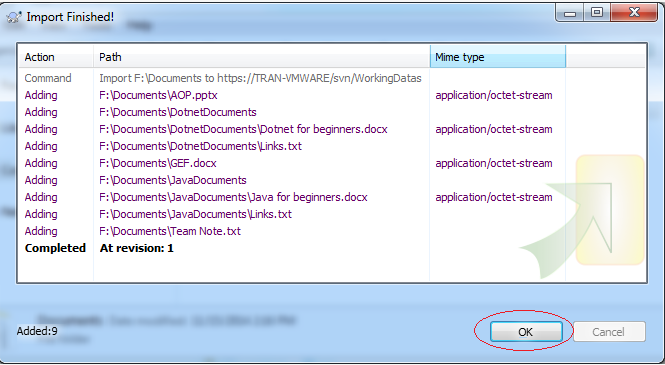 Import Finished!
Action Path Mime type
Command Import F:\Documents to https://TRAN-VMWARE/svn/WorkingDatas
Adding F:\Documents\AOP.pptx application/octet-stream
Adding F:\Documents\DotnetDocuments
Adding F:\Documents\DotnetDocuments\Dotnet for beginners.docx application/octet-stream
Adding F:\Documents\DotnetDocuments\Links.txt
Adding F:\Documents\GEF.docx application/octet-stream
Adding F:\Documents\JavaDocuments
Adding F:\Documents\JavaDocuments\Java for beginners.docx application/octet-stream
Adding F:\Documents\JavaDocuments\Links.txt
Adding F:\Documents\Team Note.txt
Completed At revision: 1
Added:9 OK Cancel